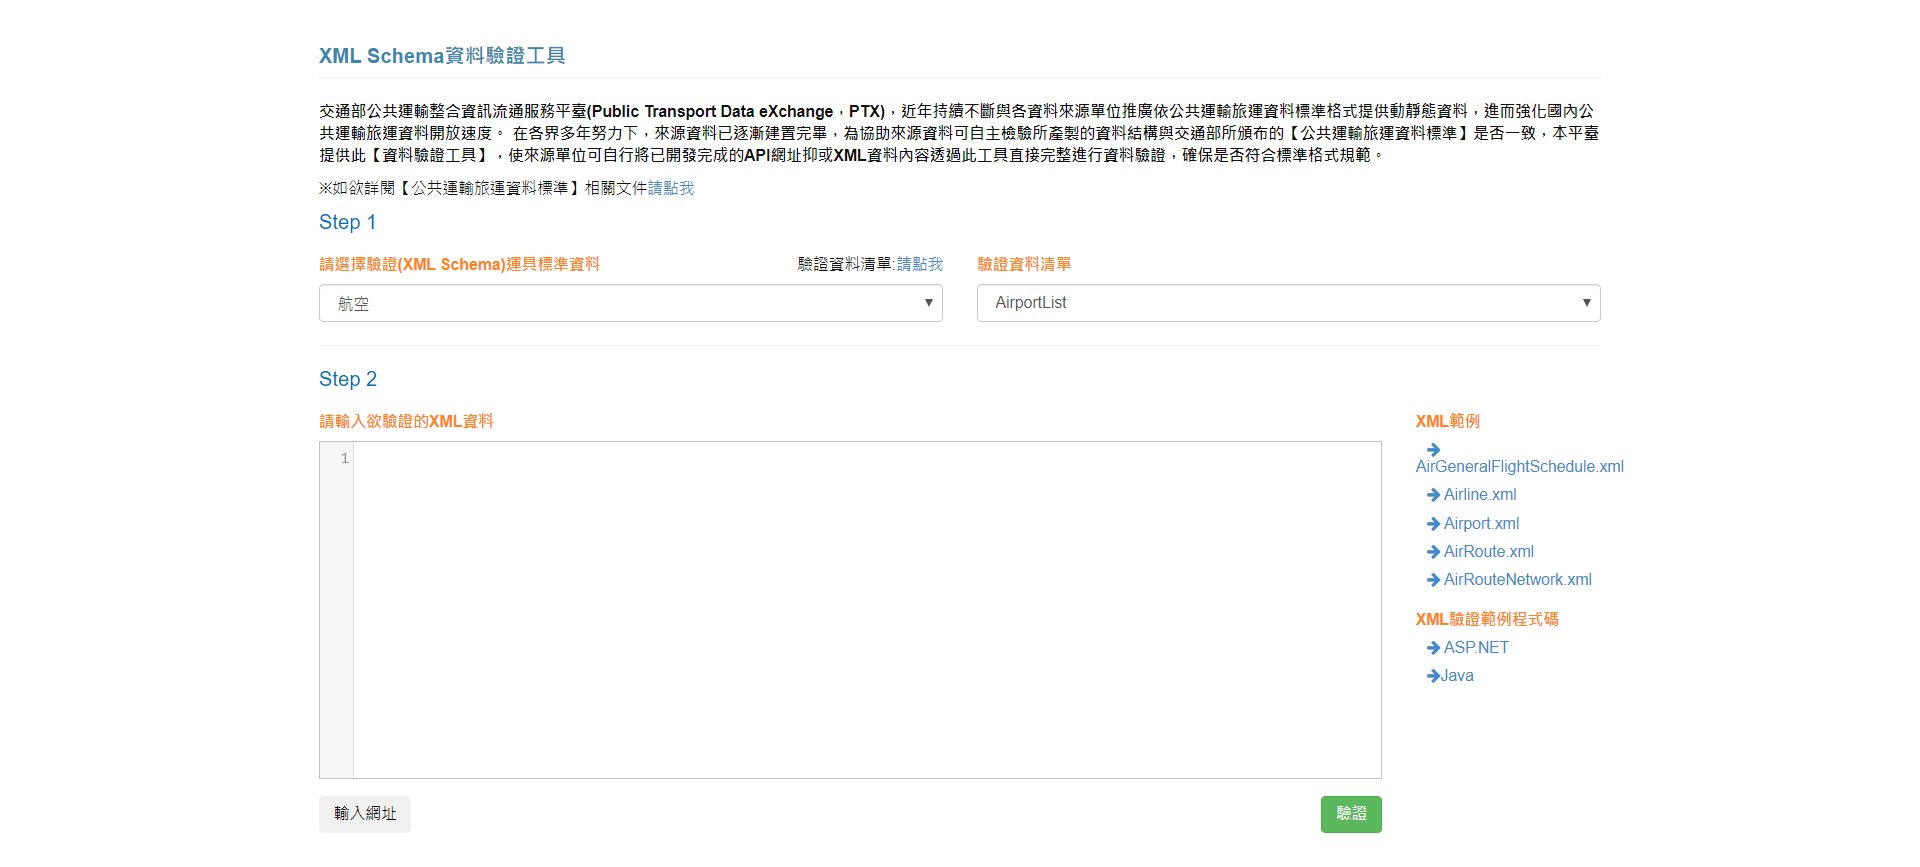 XML Schema資料驗證工具
交通部公共運輸整合資訊流通服務平臺(Public Transport Data eXchange，PTX)，近年持續不斷與各資料來源單位推廣依公共運輸旅運資料標準格式提供動靜態資料，進而強化國內公
共運輸旅運資料開放速度。 在各界多年努力下，來源資料已逐漸建置完畢，為協助來源資料可自主檢驗所產製的資料結構與交通部所頒布的【公共運輸旅運資料標準】是否一致，本平臺
提供此【資料驗證工具】，使來源單位可自行將已開發完成的API網址抑或XML資料內容透過此工具直接完整進行資料驗證，確保是否符合標準格式規範。
※如欲詳閱【公共運輸旅運資料標準】相關文件請點我
Step 1
請選擇驗證(XML Schema)運具標準資料
驗證資料清單:請點我
驗證資料清單
航空
AirportList
Step 2
請輸入欲驗證的XML資料
1
XML範例
AirGeneralFlightSchedule.xml
Airline.xml
Airport.xml
AirRoute.xml
AirRouteNetwork.xml
XML驗證範例程式碼
ASP.NET
Java
輸入網址
驗證